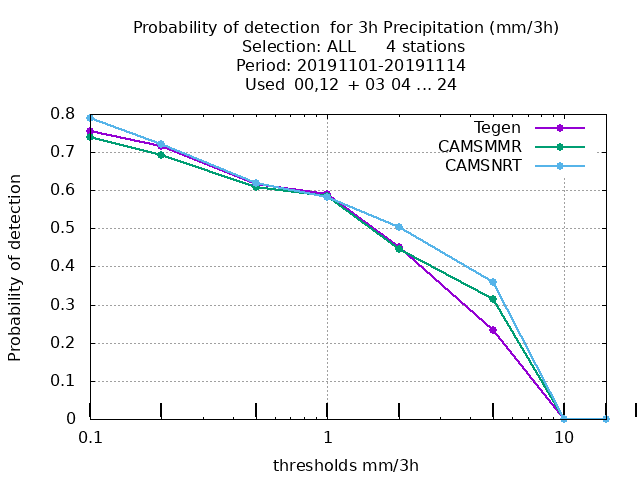 Probability of detection  for 3h Precipitation (mm/3h)
Selection: ALL      4 stations
Period: 20191101-20191114
Used  00,12  + 03 04 ... 24
Tegen
CAMSMMR
CAMSNRT
0.8
0.7
0.6
0.5
0.4
0.3
0.2
0.1
0
Probability of detection
0.1
1
10
thresholds mm/3h